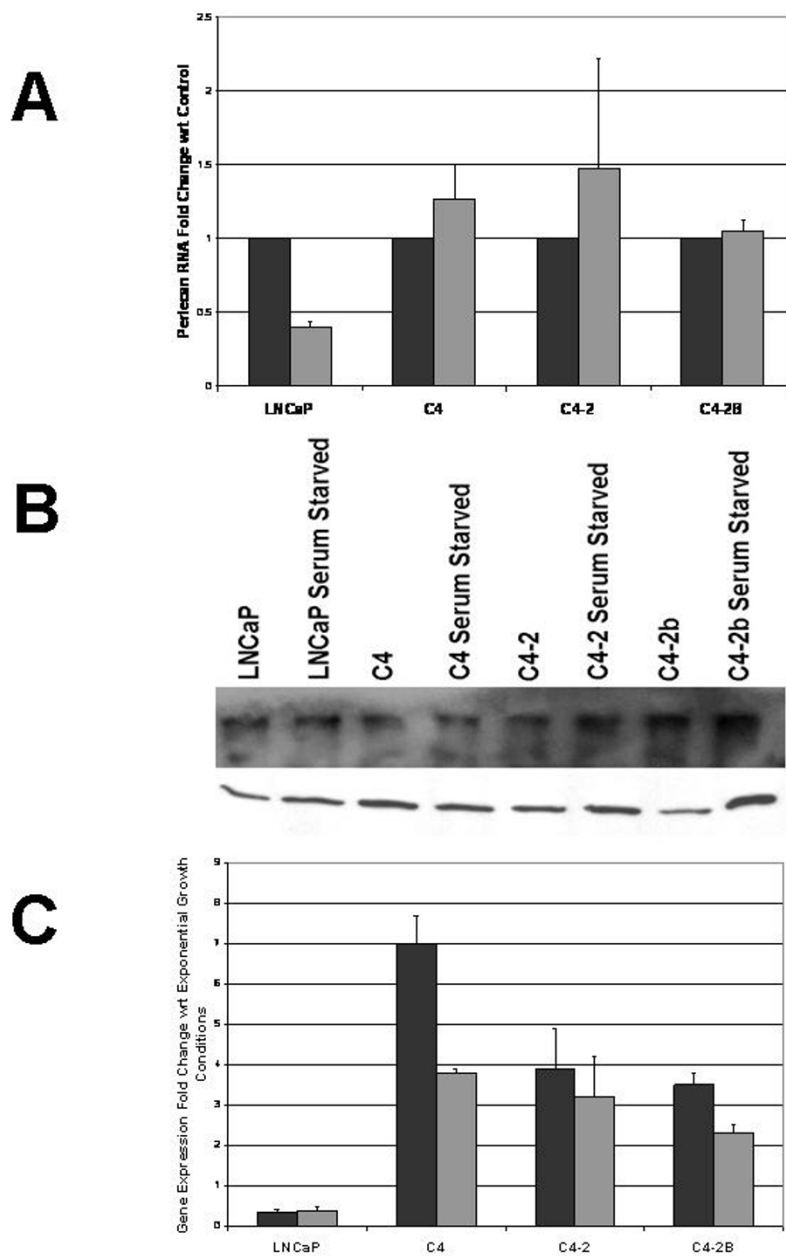 A
Perlecan RNA Fold Change wrt Control
2.5
2
1.5
1
0.5
0
LNCaP
C4
C4-2
C4-2B
B
LNCaP
LNCaP Serum Starved
C4
C4 Serum Starved
C4-2
C4-2 Serum Starved
C4-2b
C4-2b Serum Starved
C
Gene Expression Fold Change wrt Exponential Growth
Conditions
9
8
7
6
5
4
3
2
1
0
LNCaP
C4
C4-2
C4-2B